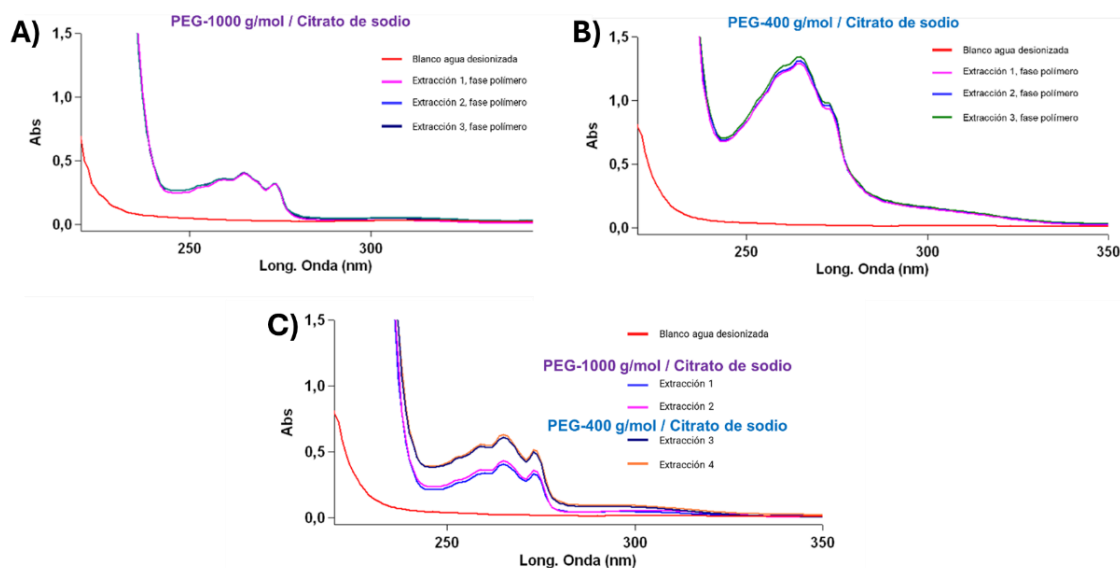 A)
PEG-1000 g/mol / Citrato de sodio
1,5
1,0
0,5
0,0
Abs
250
300
Long. Onda (nm)
Blanco agua desionizada
Extracción 1, fase polímero
Extracción 2, fase polímero
Extracción 3, fase polímero
B)
PEG-400 g/mol / Citrato de sodio
1,5
1,0
0,5
0,0
Abs
250
300
350
Long. Onda (nm)
Blanco agua desionizada
Extracción 1, fase polímero
Extracción 2, fase polímero
Extracción 3, fase polímero
C)
1,5
1,0
0,5
0,0
Abs
250
300
350
Long. Onda (nm)
Blanco agua desionizada
PEG-1000 g/mol / Citrato de sodio
Extracción 1
Extracción 2
PEG-400 g/mol / Citrato de sodio
Extracción 3
Extracción 4